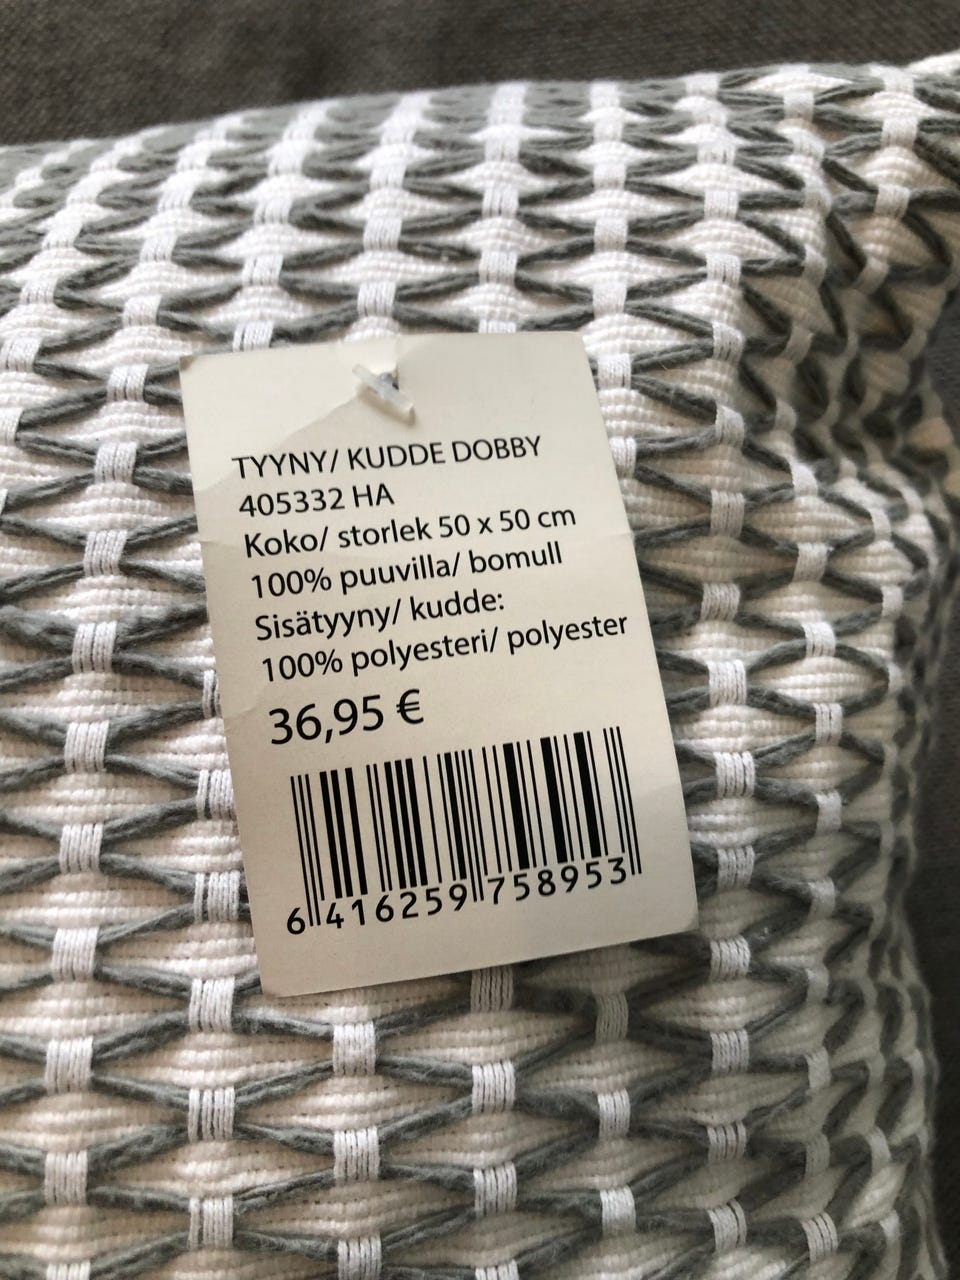 TYYNY/ KUDDE DOBBY
405332 HA
Koko/ storlek 50 x 50 cm
100% puuvilla/ bomull
Sisätyyny/ kudde:
100% polyesteri/ polyester
36,95 €
6 416259 758953